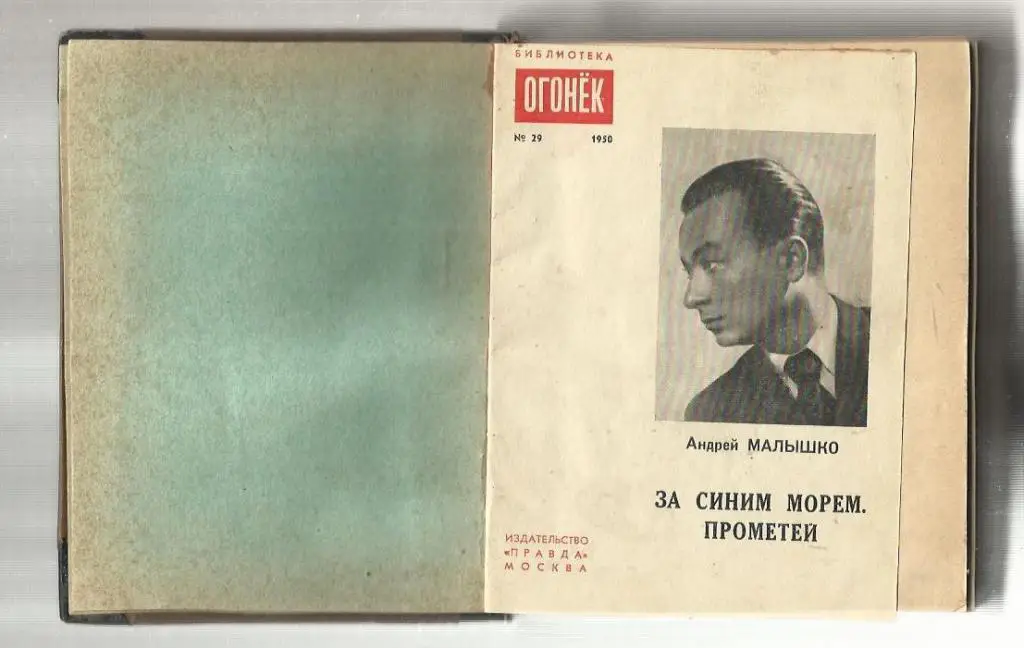 БИБЛИОТЕКА
ОГОНЁК
№ 29 1950
Андрей МАЛЫШКО
ЗА СИНИМ МОРЕМ.
ПРОМЕТЕЙ
ИЗДАТЕЛЬСТВО
«ПРАВДА»
МОСКВА